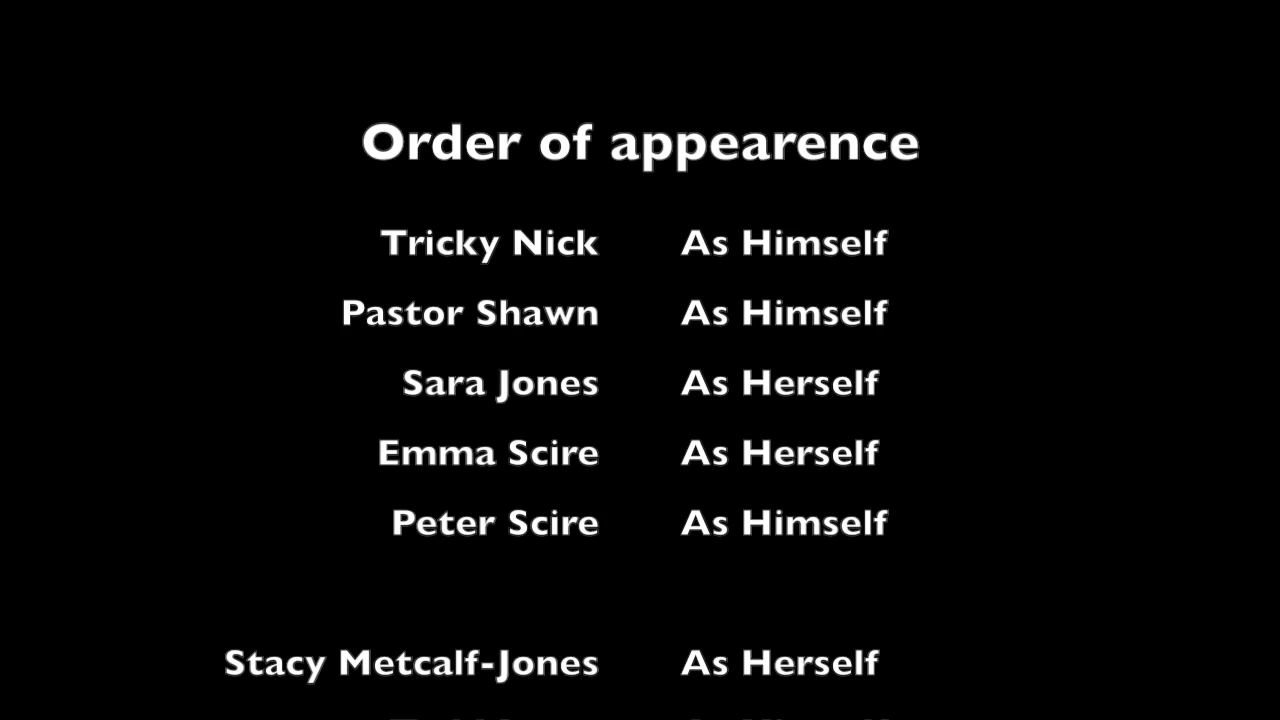 Order of appearence
Tricky Nick As Himself
Pastor Shawn As Himself
Sara Jones As Herself
Emma Scire As Herself
Peter Scire As Himself
Stacy Metcalf-Jones As Herself